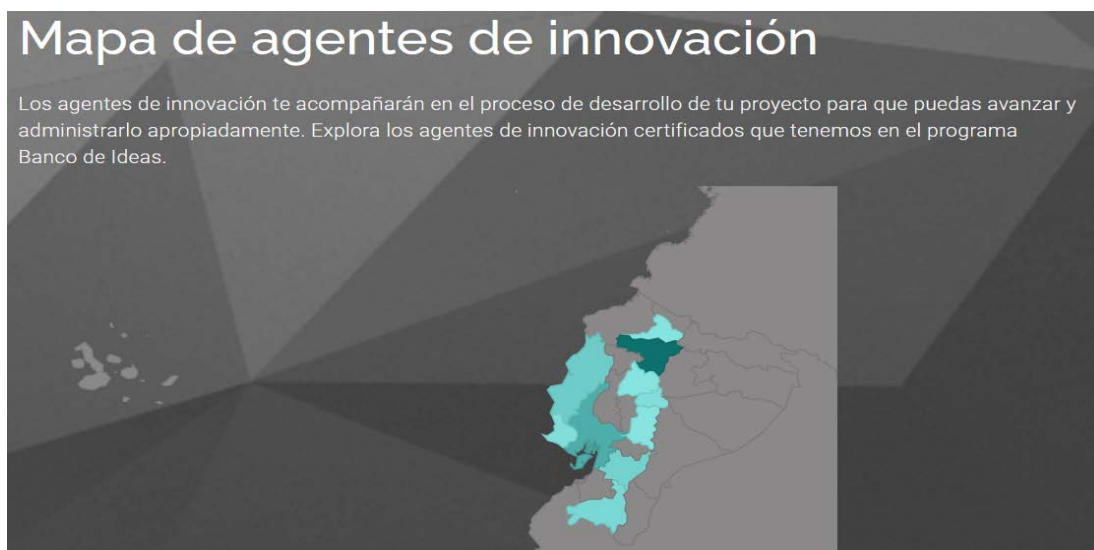 Mapa de agentes de innovación
Los agentes de innovación te acompañarán en el proceso de desarrollo de tu proyecto para que puedas avanzar y
administrarlo apropiadamente. Explora los agentes de innovación certificados que tenemos en el programa
Banco de Ideas.